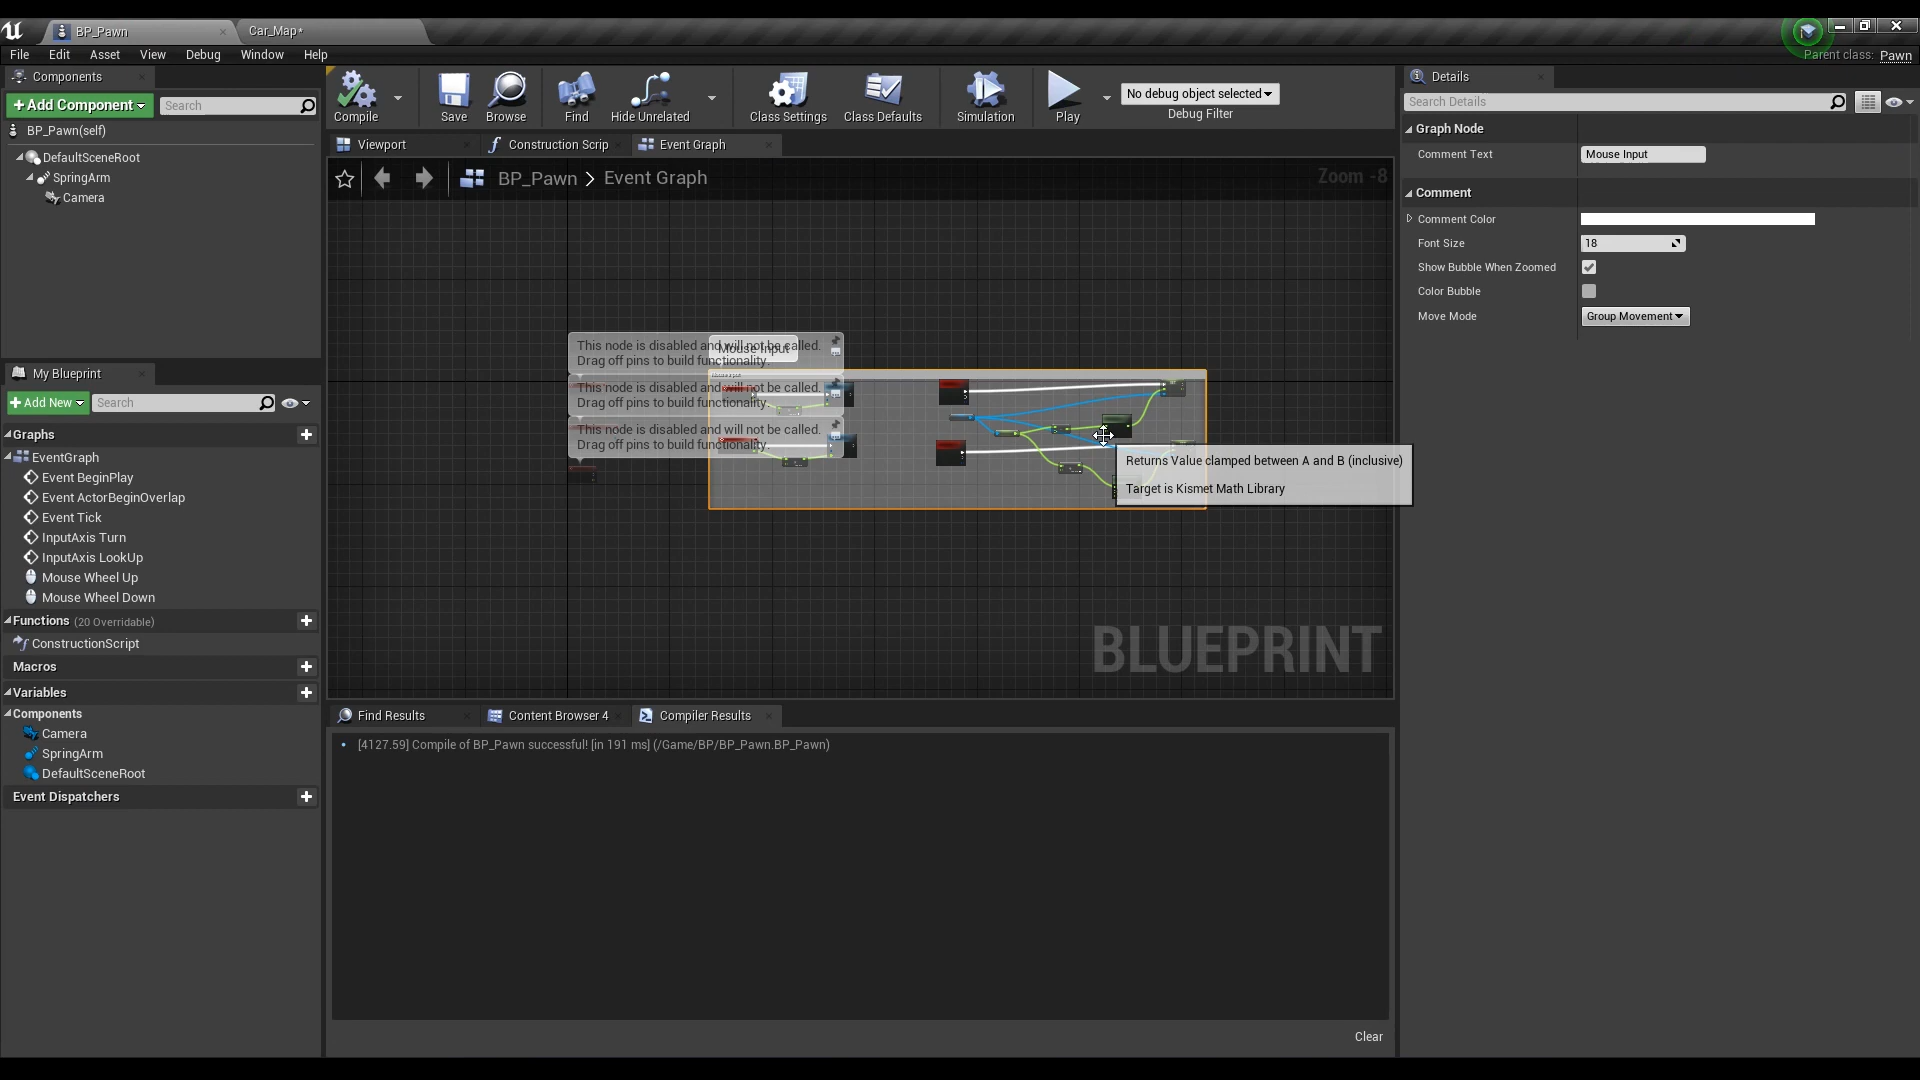 BP_Pawn
Car_Map*
File Edit Asset View Debug Window Help
Parent class: Pawn
Components
+Add Component
Search
BP_Pawn(self)
DefaultSceneRoot
SpringArm
Camera
Compile
Save
Browse
Find
Hide Unrelated
Class Settings
Class Defaults
Simulation
Play
No debug object selected
Debug Filter
Viewport
Construction Scrip
Event Graph
BP_Pawn > Event Graph
Zoom -8
This node is disabled and will not be called.
Drag off pins to build functionality.
Mouse Input
This node is disabled and will not be called.
Drag off pins to build functionality.
This node is disabled and will not be called.
Drag off pins to build functionality.
Returns Value clamped between A and B (inclusive)
Target is Kismet Math Library
BLUEPRINT
My Blueprint
+Add New
Search
Graphs
EventGraph
Event BeginPlay
Event ActorBeginOverlap
Event Tick
InputAxis Turn
InputAxis LookUp
Mouse Wheel Up
Mouse Wheel Down
Functions (20 Overridable)
ConstructionScript
Macros
Variables
Components
Camera
SpringArm
DefaultSceneRoot
Event Dispatchers
Find Results
Content Browser 4
Compiler Results
[4127.59] Compile of BP_Pawn successful! [in 191 ms] (/Game/BP/BP_Pawn.BP_Pawn)
Clear
Details
Search Details
Graph Node
Comment Text Mouse Input
Comment
Comment Color
Font Size 18
Show Bubble When Zoomed
Color Bubble
Move Mode Group Movement